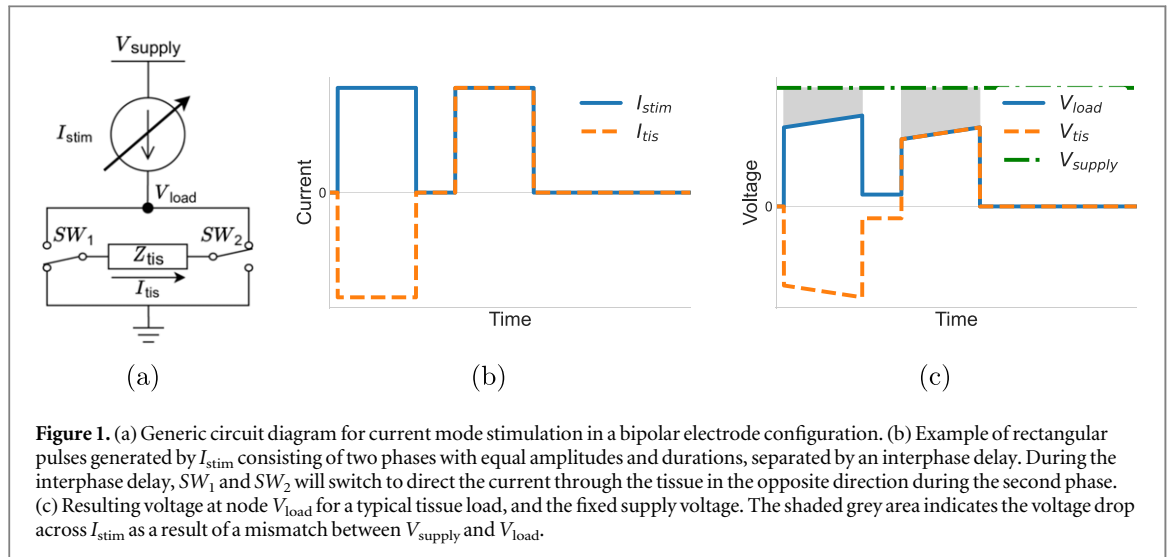 V_supply
I_stim
V_load
SW_1
SW_2
Z_tis
I_tis
(a)
Current
0
I_stim
I_tis
Time
(b)
Voltage
0
V_load
V_tis
V_supply
Time
(c)
Figure 1. (a) Generic circuit diagram for current mode stimulation in a bipolar electrode configuration. (b) Example of rectangular
pulses generated by I_stim consisting of two phases with equal amplitudes and durations, separated by an interphase delay. During the
interphase delay, SW_1 and SW_2 will switch to direct the current through the tissue in the opposite direction during the second phase.
(c) Resulting voltage at node V_load for a typical tissue load, and the fixed supply voltage. The shaded grey area indicates the voltage drop
across I_stim as a result of a mismatch between V_supply and V_load.